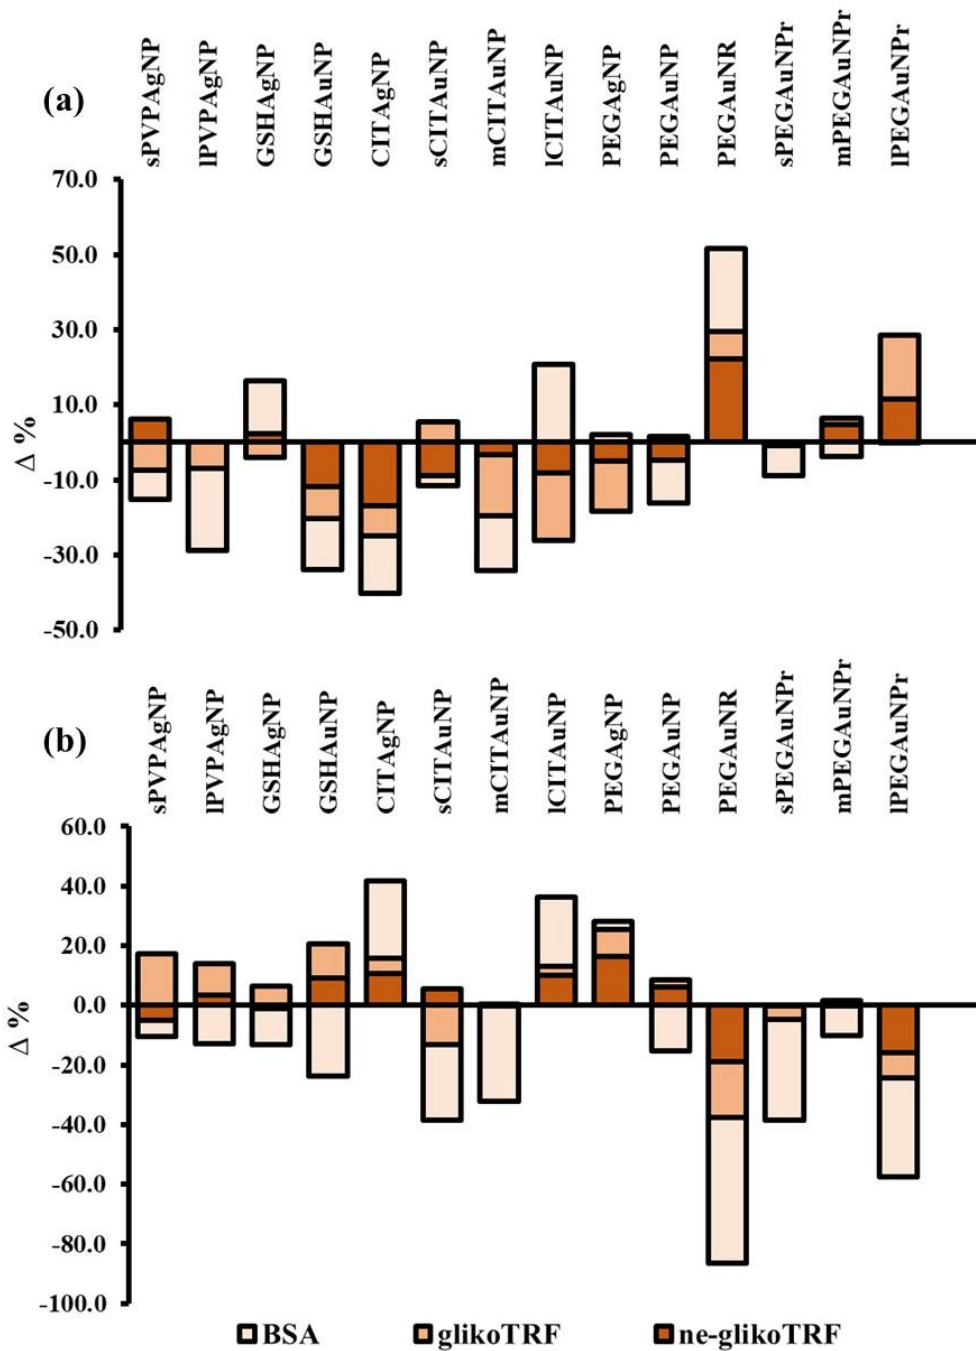 (a)
sPVPAgNP
lPVPAgNP
GSHAgNP
GSHAuNP
CITAgNP
sCITAuNP
mCITAuNP
lCITAuNP
PEGAgNP
PEGAuNP
PEGAuNR
sPEGAuNPr
mPEGAuNPr
lPEGAuNPr
Δ %
70.0
50.0
30.0
10.0
-10.0
-30.0
-50.0
(b)
sPVPAgNP
lPVPAgNP
GSHAgNP
GSHAuNP
CITAgNP
sCITAuNP
mCITAuNP
lCITAuNP
PEGAgNP
PEGAuNP
PEGAuNR
sPEGAuNPr
mPEGAuNPr
lPEGAuNPr
Δ %
60.0
40.0
20.0
0.0
-20.0
-40.0
-60.0
-80.0
-100.0
BSA glikoTRF ne-glikoTRF